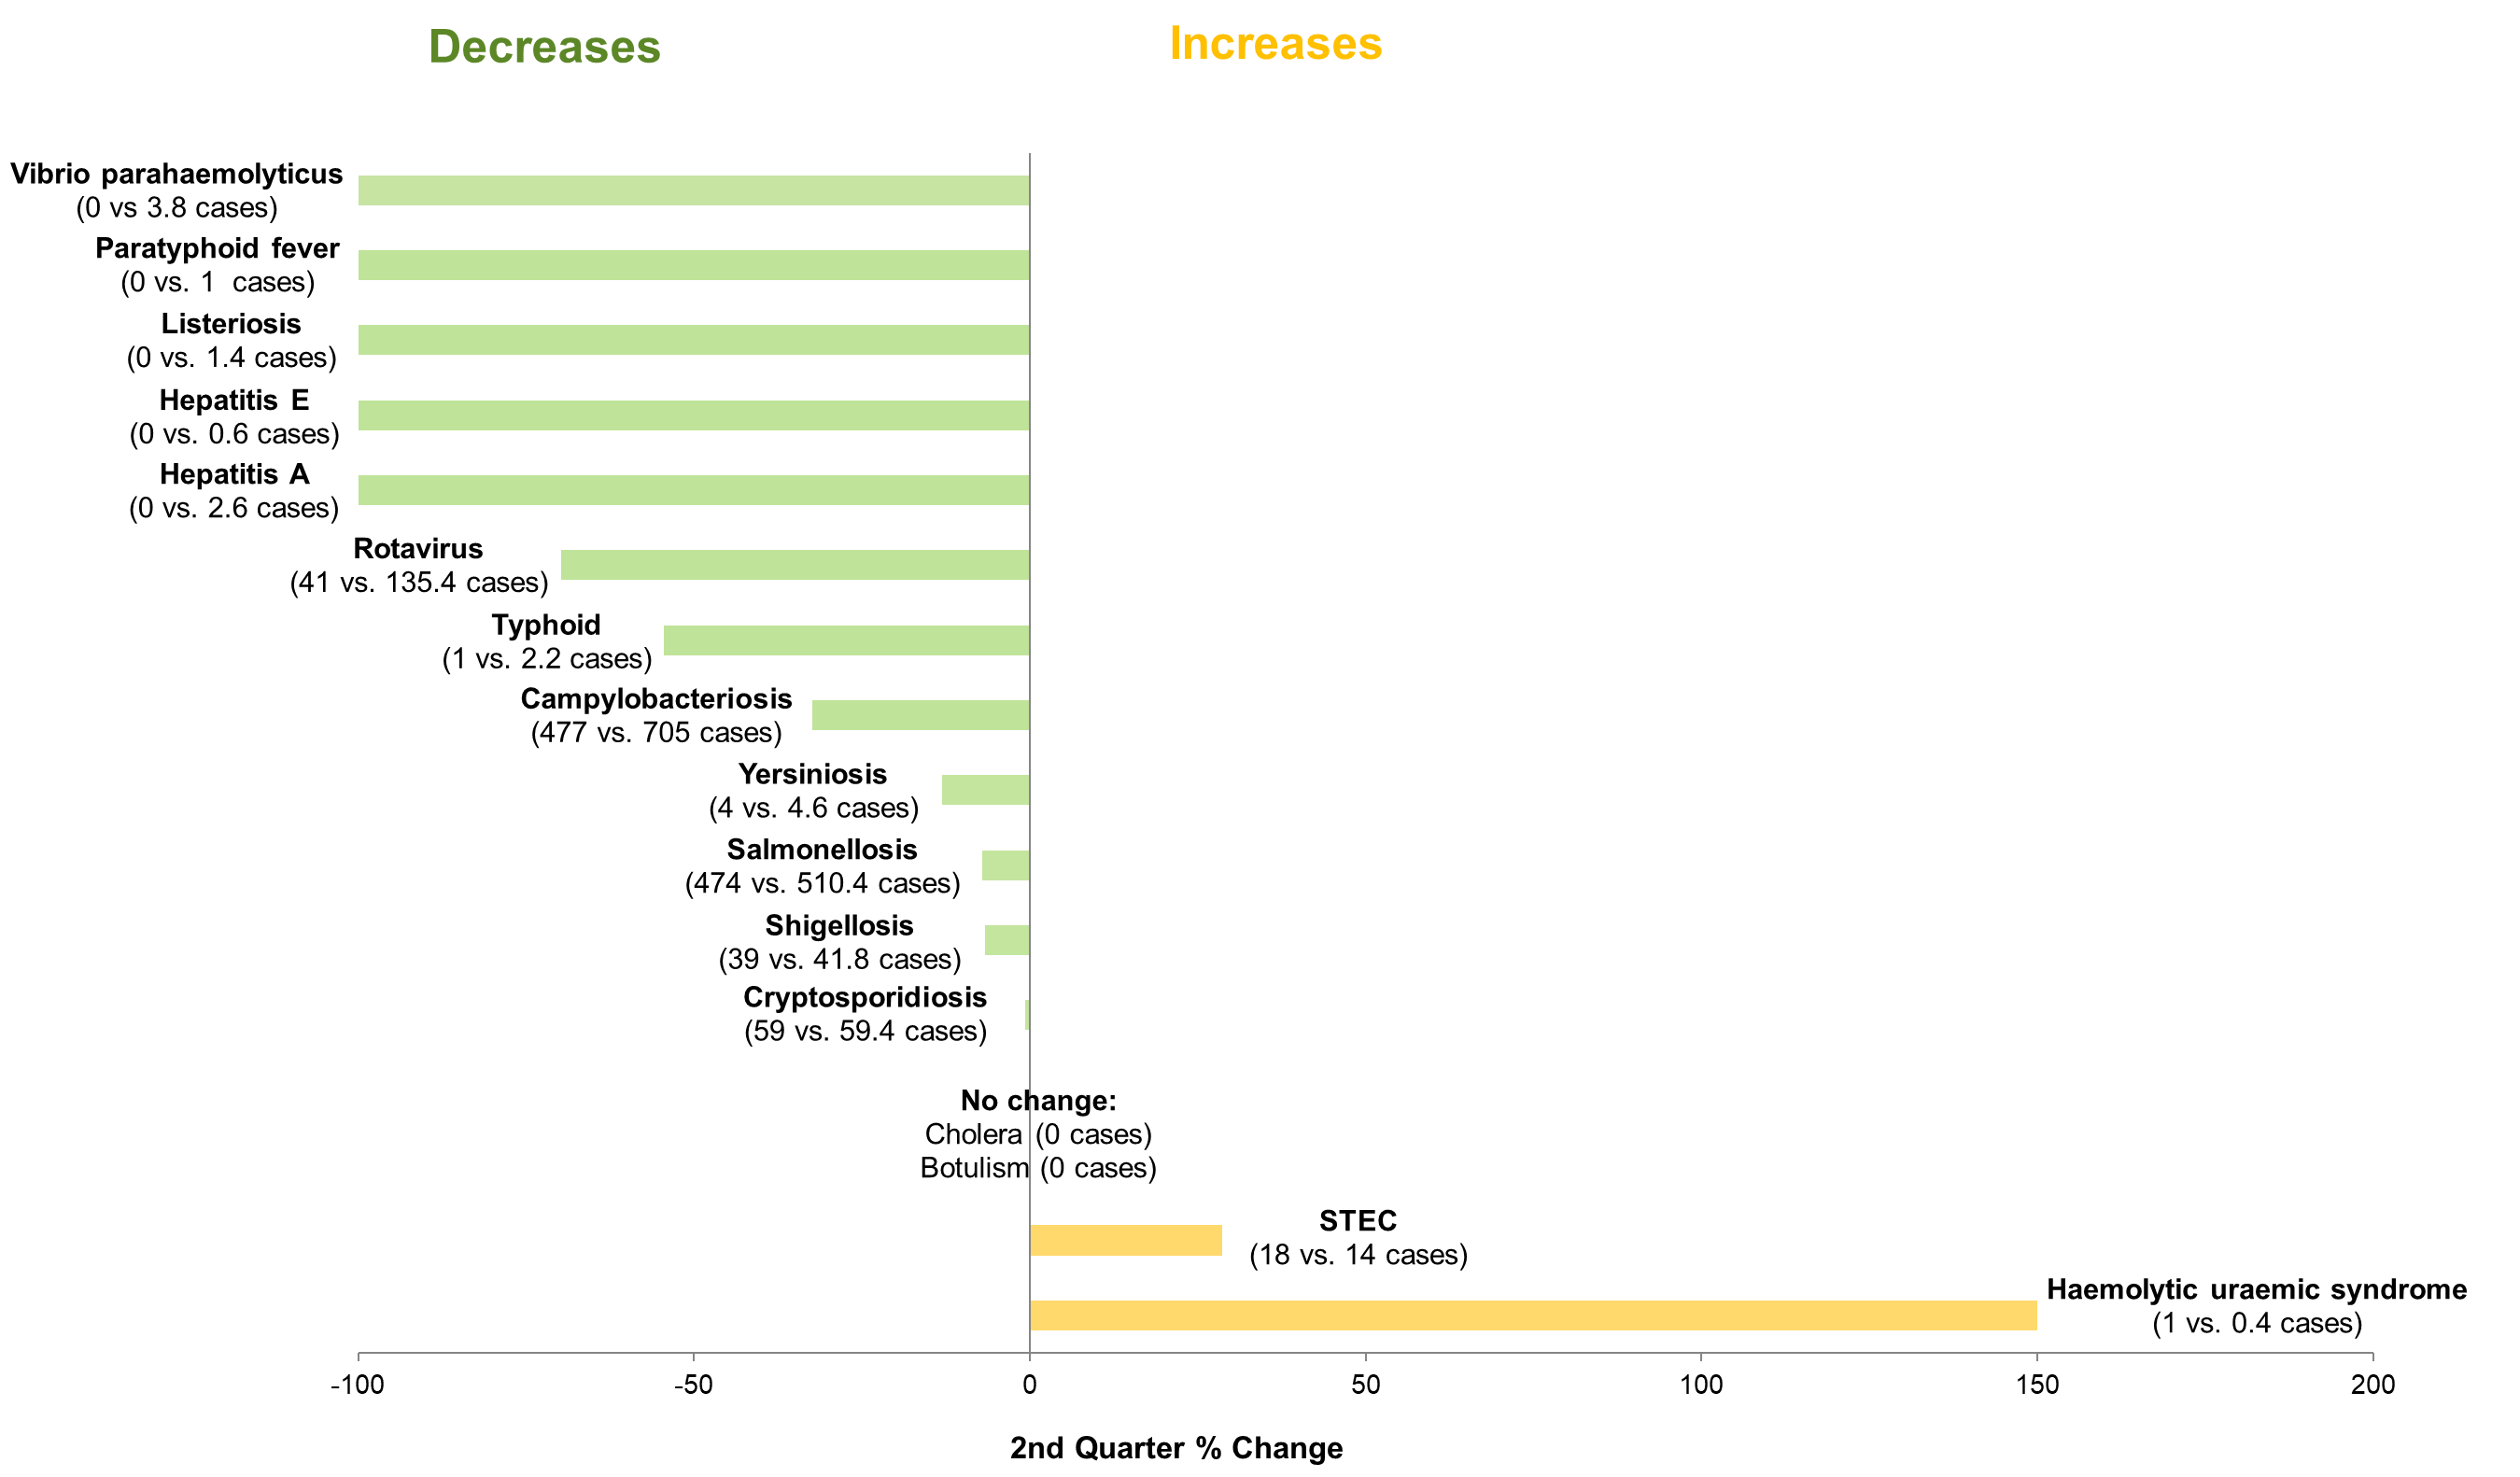 Decreases
Increases
Vibrio parahaemolyticus
(0 vs 3.8 cases)
Paratyphoid fever
(0 vs. 1 cases)
Listeriosis
(0 vs. 1.4 cases)
Hepatitis E
(0 vs. 0.6 cases)
Hepatitis A
(0 vs. 2.6 cases)
Rotavirus
(41 vs. 135.4 cases)
Typhoid
(1 vs. 2.2 cases)
Campylobacteriosis
(477 vs. 705 cases)
Yersiniosis
(4 vs. 4.6 cases)
Salmonellosis
(474 vs. 510.4 cases)
Shigellosis
(39 vs. 41.8 cases)
Cryptosporidiosis
(59 vs. 59.4 cases)
No change:
Cholera (0 cases)
Botulism (0 cases)
STEC
(18 vs. 14 cases)
Haemolytic uraemic syndrome
(1 vs. 0.4 cases)
-100 -50 0 50 100 150 200
2nd Quarter % Change